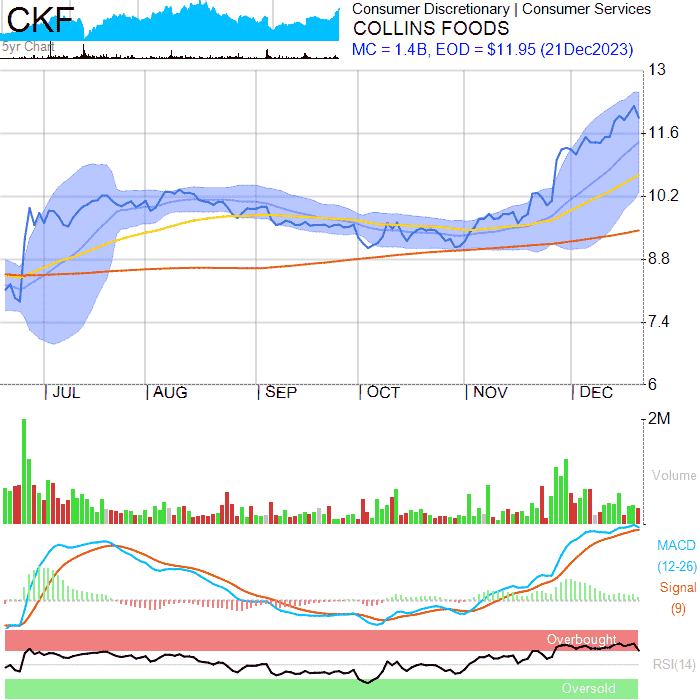 CKF
5yr Chart
Consumer Discretionary | Consumer Services
COLLINS FOODS
MC = 1.4B, EOD = $11.95 (21Dec2023)
13
11.6
10.2
8.8
7.4
6
JUL AUG SEP OCT NOV DEC
2M
Volume
MACD
(12-26)
Signal
(9)
Overbought
RSI(14)
Oversold